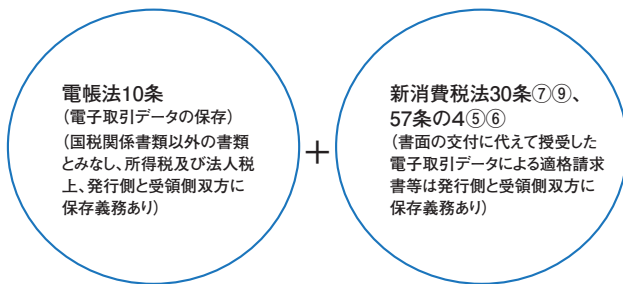 電帳法10条
(電子取引データの保存)
(国税関係書類以外の書類
とみなし、所得税及び法人税
上、発行側と受領側双方に
保存義務あり)
+
新消費税法30条⑦⑨、
57条の4⑤⑥
(書面の交付に代えて授受した
電子取引データによる適格請求
書等は発行側と受領側双方に
保存義務あり)